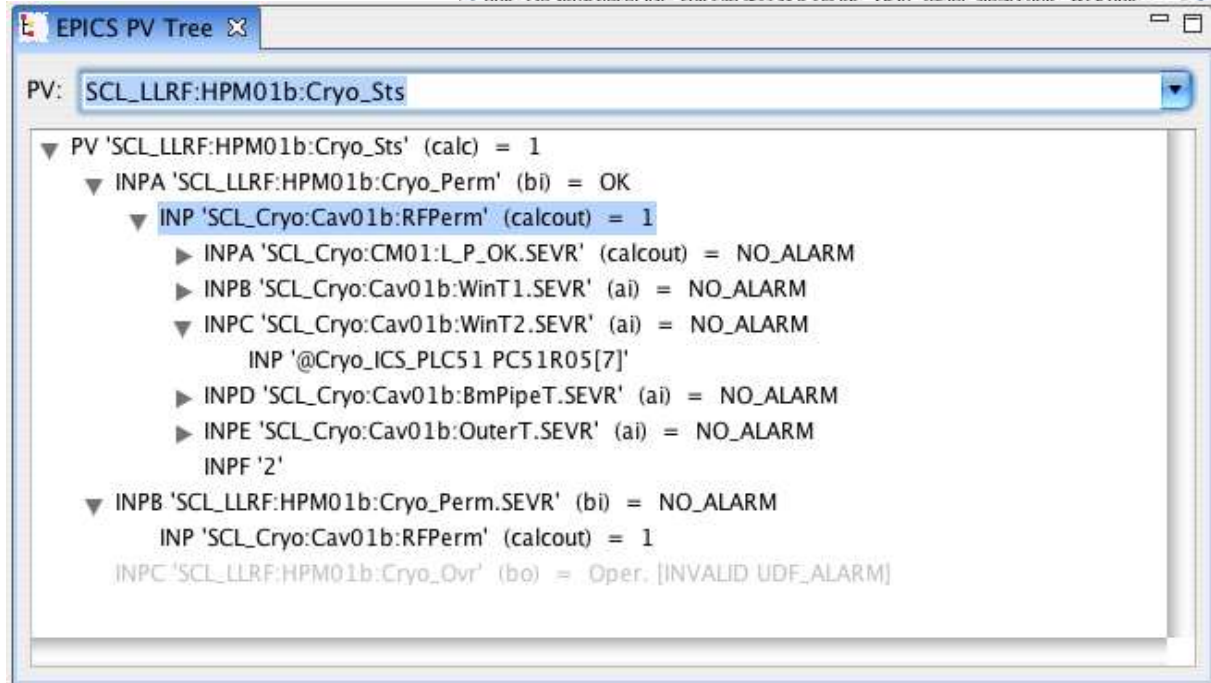 EPICS PV Tree
PV: SCL_LLRF:HPM01b:Cryo_Sts
PV 'SCL_LLRF:HPM01b:Cryo_Sts' (calc) = 1
INPA 'SCL_LLRF:HPM01b:Cryo_Perm' (bi) = OK
INP 'SCL_Cryo:Cav01b:RFPerm' (calcout) = 1
INPA 'SCL_Cryo:CM01:L_P_OK.SEVR' (calcout) = NO_ALARM
INPB 'SCL_Cryo:Cav01b:WinT1.SEVR' (ai) = NO_ALARM
INPC 'SCL_Cryo:Cav01b:WinT2.SEVR' (ai) = NO_ALARM
INP '@Cryo_ICS_PLC51 PC51R05[7]'
INPD 'SCL_Cryo:Cav01b:BmPipeT.SEVR' (ai) = NO_ALARM
INPE 'SCL_Cryo:Cav01b:OuterT.SEVR' (ai) = NO_ALARM
INPF '2'
INPB 'SCL_LLRF:HPM01b:Cryo_Perm.SEVR' (bi) = NO_ALARM
INP 'SCL_Cryo:Cav01b:RFPerm' (calcout) = 1
INPC 'SCL_LLRF:HPM01b:Cryo_Ovr' (bo) = Oper. [INVALID UDF_ALARM]